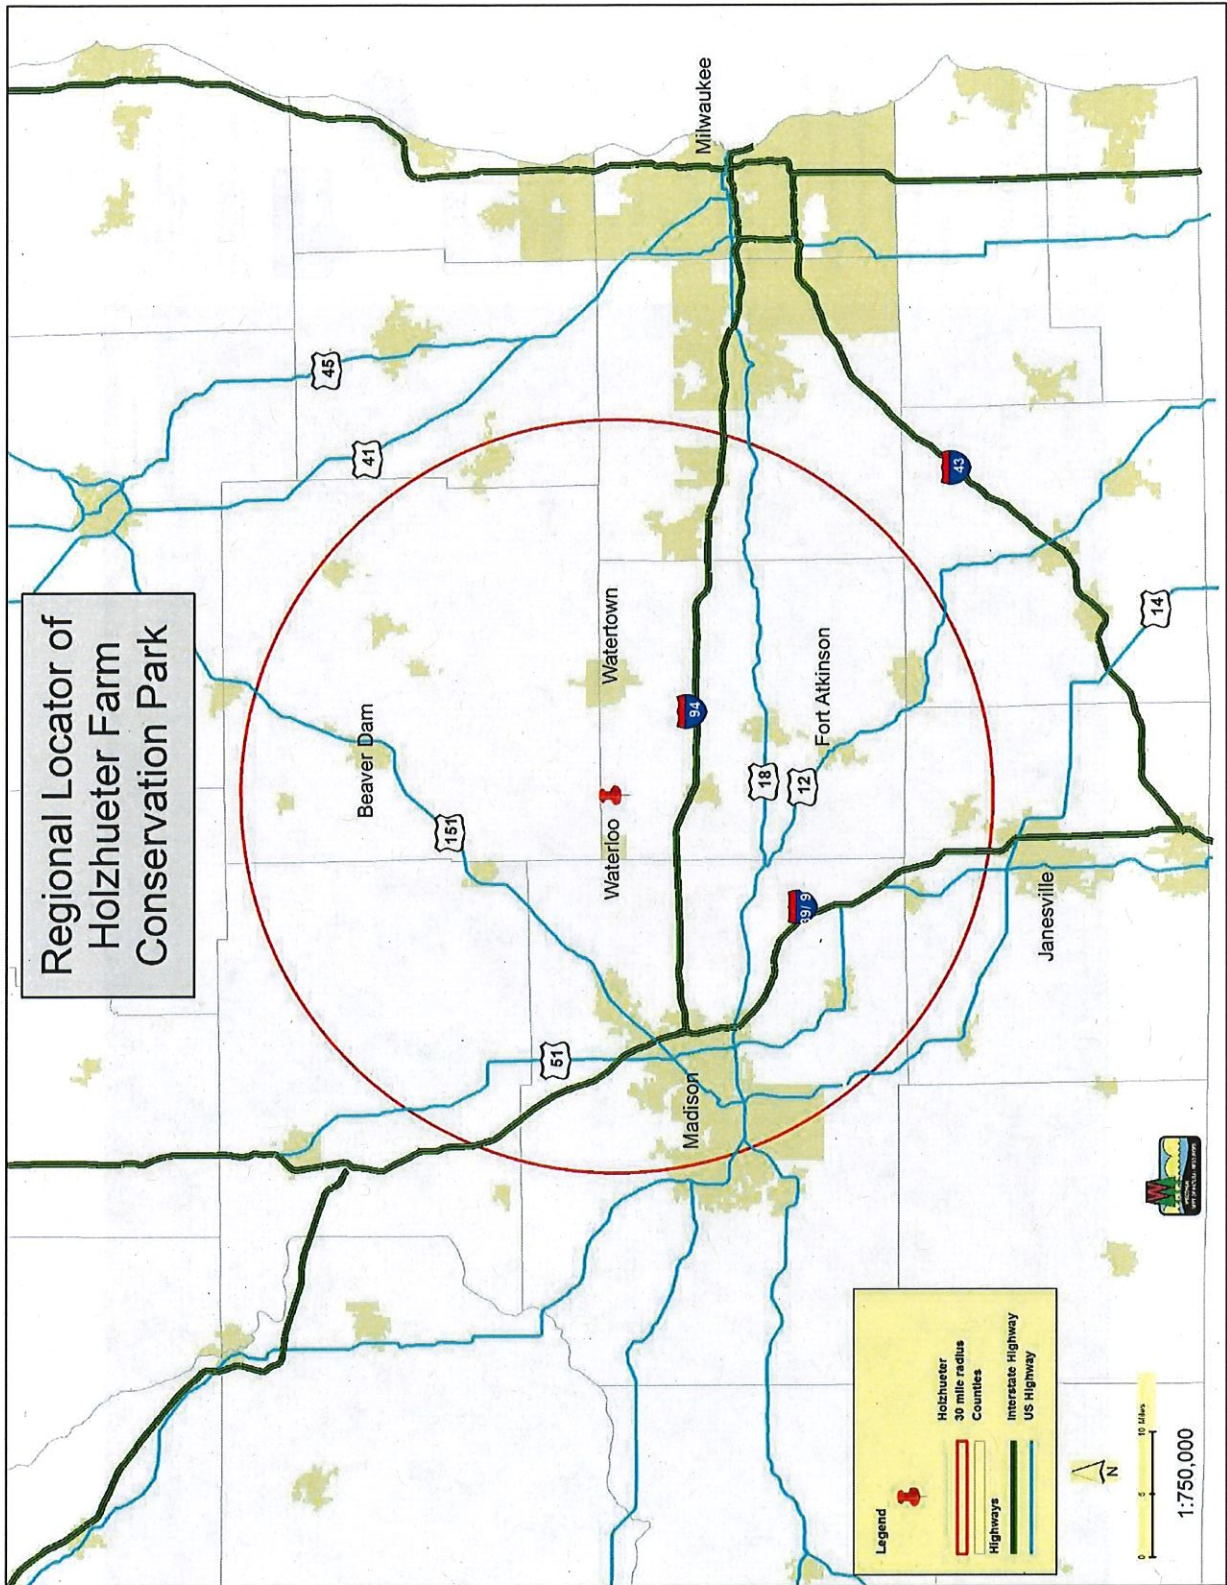 Regional Locator of
Holzhueter Farm
Conservation Park
Milwaukee
45
41
43
Beaver Dam
Watertown
94
Fort Atkinson
14
151
Waterloo
18
12
39/ 9
Janesville
51
Madison
Legend
Holzhueter
30 mile radius
Counties
Highways
Interstate Highway
US Highway
N
0 5 10 Miles
1:750,000